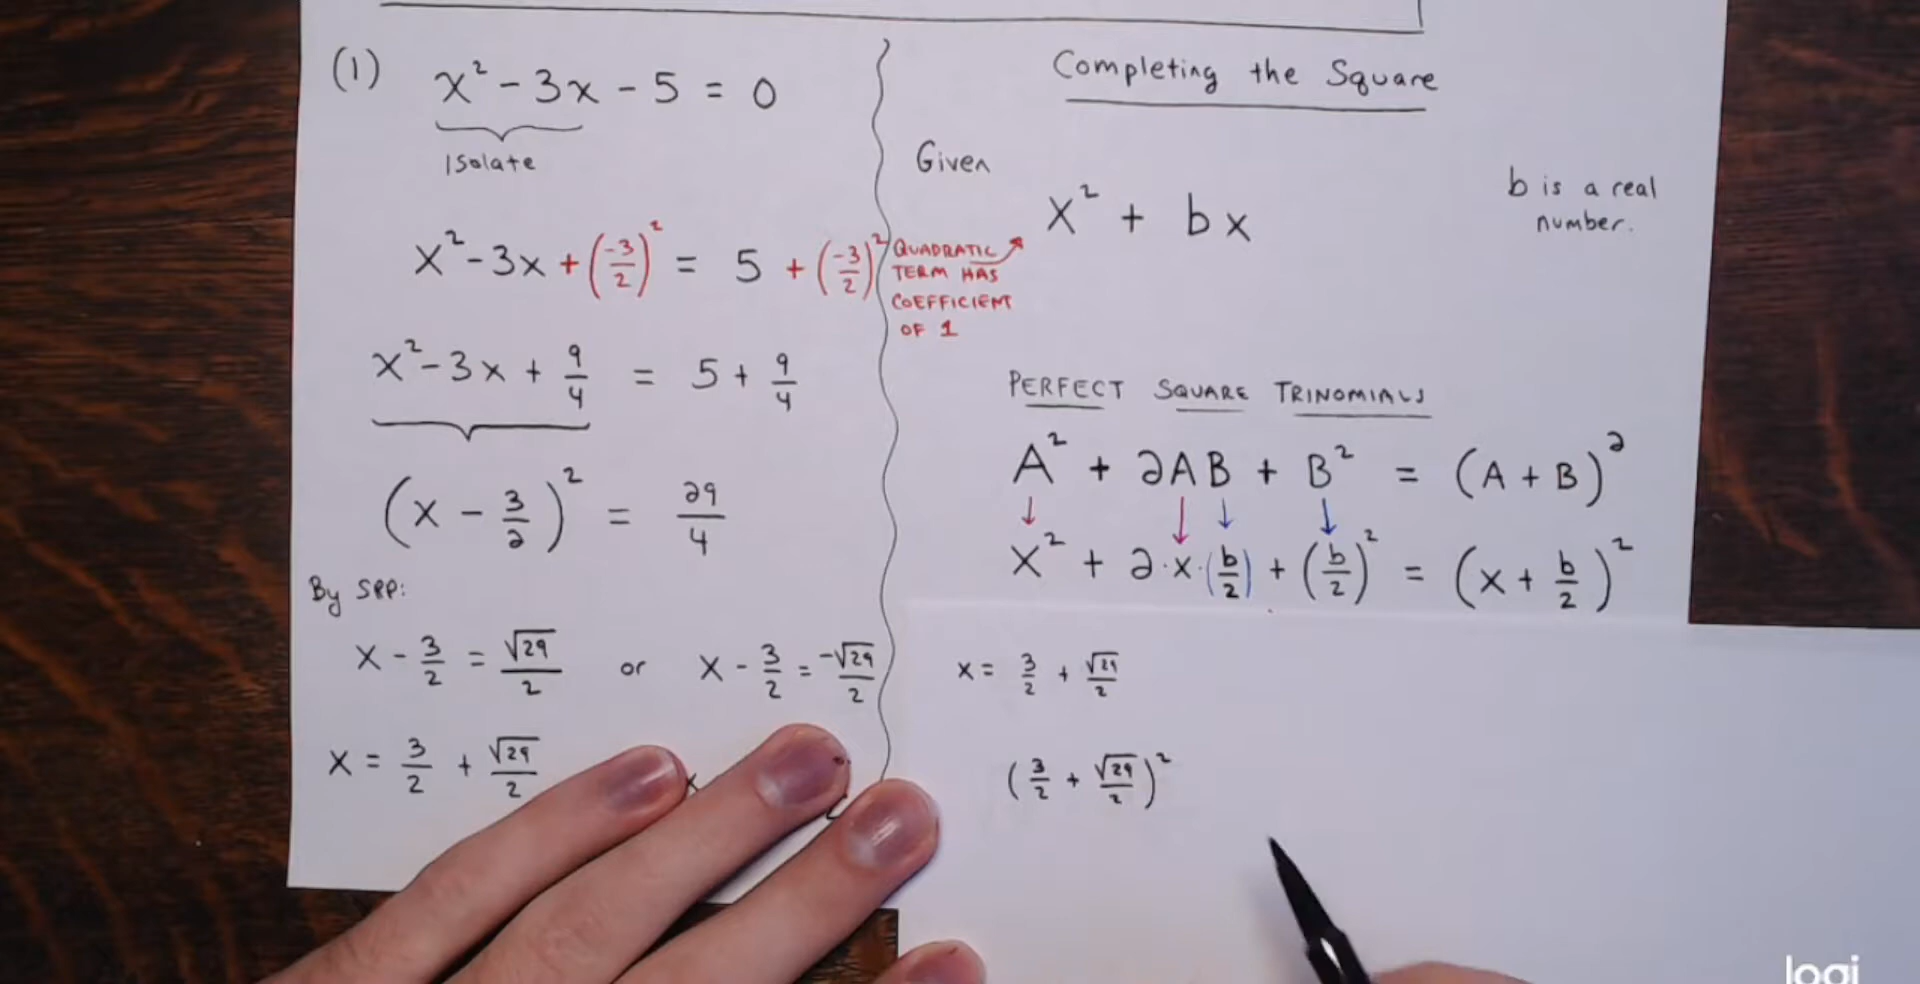 (1) x² - 3x - 5 = 0
Isolate
x² - 3x + (-3/2)² = 5 + (-3/2)²
x² - 3x + 9/4 = 5 + 9/4
(x - 3/2)² = 29/4
By SRP:
x - 3/2 = √29/2 or x - 3/2 = -√29/2
x = 3/2 + √29/2
x
Completing the Square
Given
x² + bx
b is a real
number.
QUADRATIC
TERM HAS
COEFFICIENT
OF 1
PERFECT SQUARE TRINOMIALS
A² + 2AB + B² = (A + B)²
x² + 2·x·(b/2) + (b/2)² = (x + b/2)²
x = 3/2 + √29/2
(3/2 + √29/2)²
logi